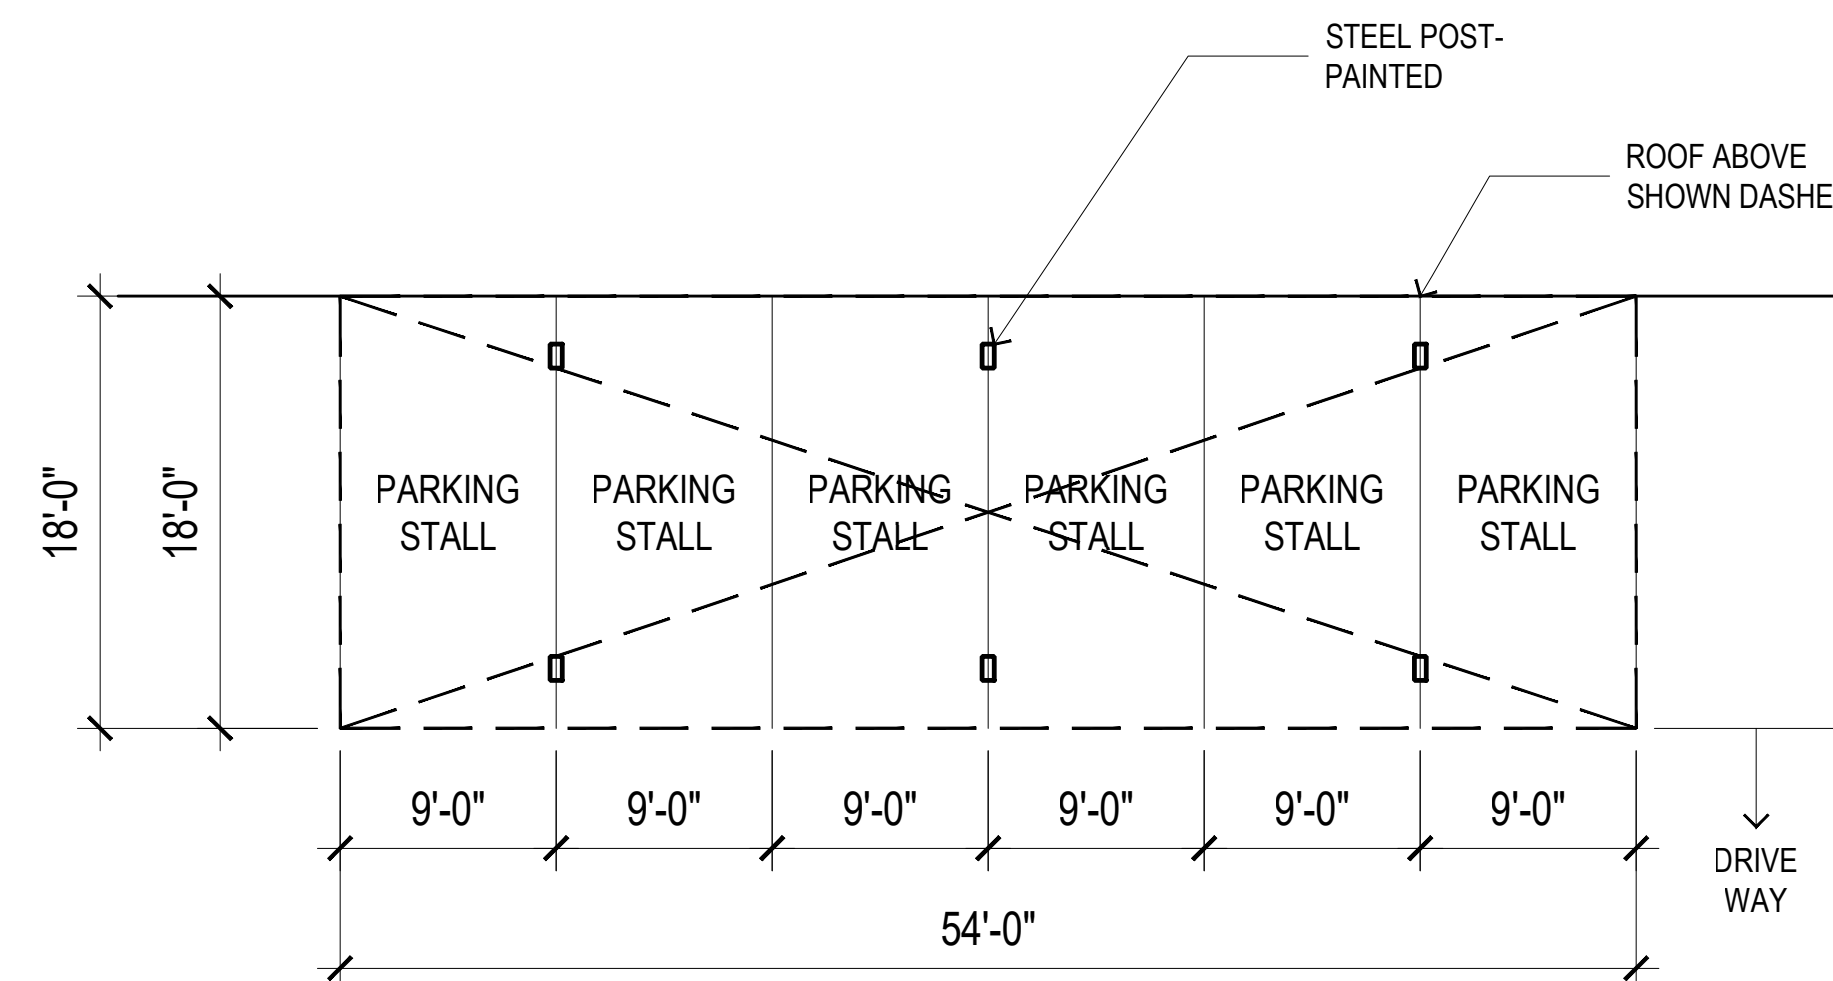 STEEL POST-
PAINTED
ROOF ABOVE
SHOWN DASHE
18'-0"
18'-0"
PARKING
STALL
PARKING
STALL
PARKING
STALL
PARKING
STALL
PARKING
STALL
PARKING
STALL
9'-0"
9'-0"
9'-0"
9'-0"
9'-0"
9'-0"
DRIVE
WAY
54'-0"